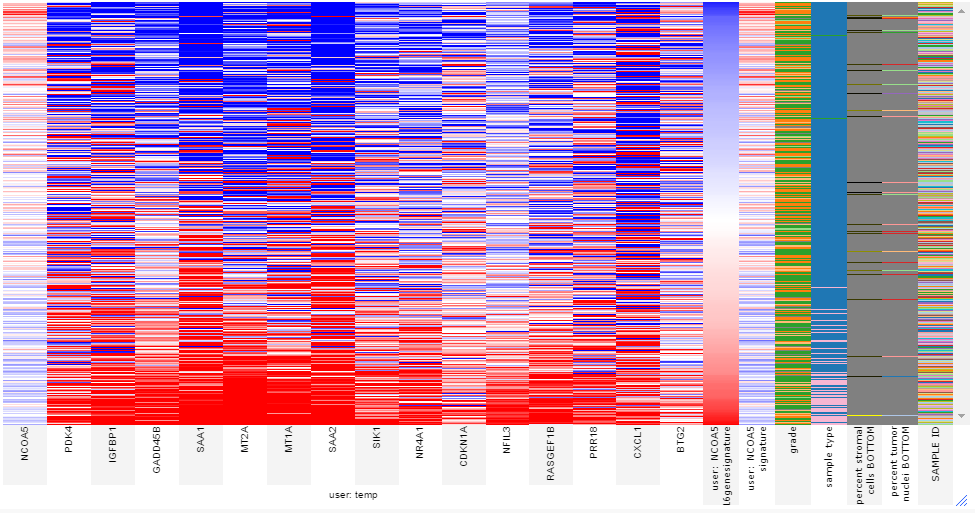 NCOA5
PDK4
IGFBP1
GADD45B
SAA1
MT2A
MT1A
SAA2
SIK1
NR4A1
CDKN1A
NFIL3
RASGEF1B
PRR18
CXCL1
BTG2
user: NCOA5
16genesignature
user: NCOA5
signature
grade
sample type
percent stromal
cells BOTTOM
percent tumor
nuclei BOTTOM
SAMPLE ID
user: temp